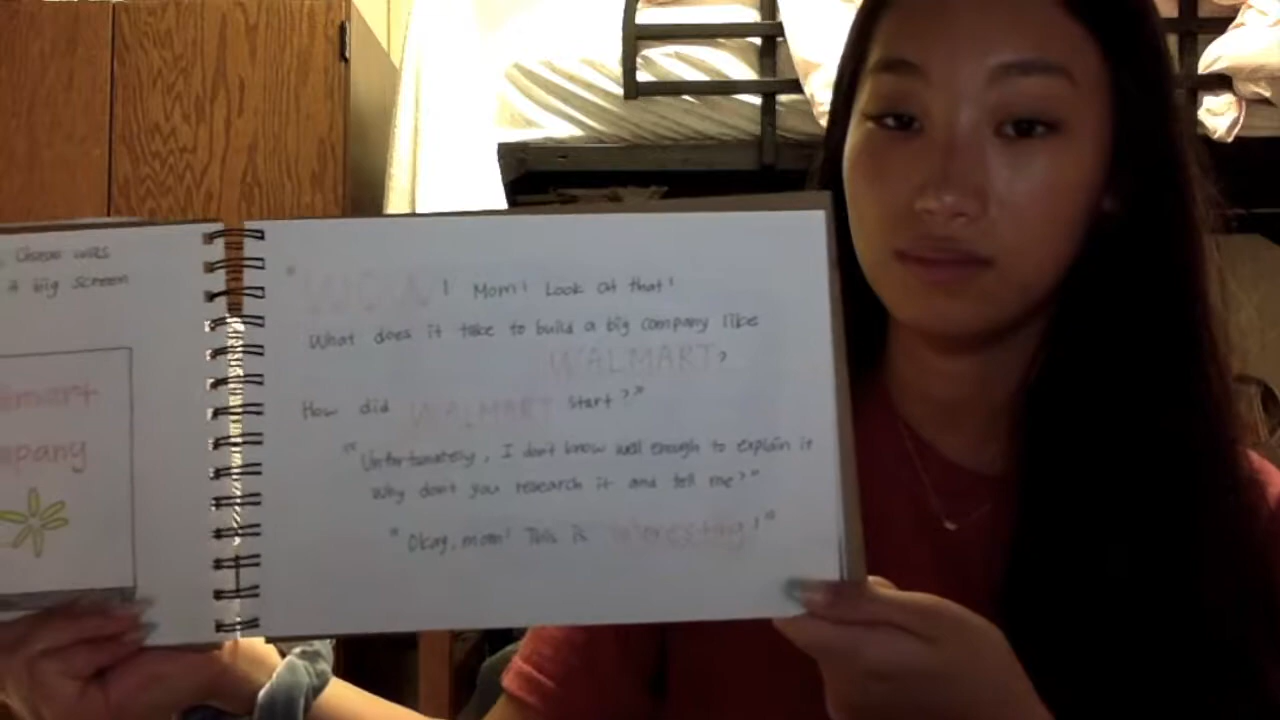 was
a big screen
"WOW! Mom! Look at that!
What does it take to build a big company like
WALMART?
How did WALMART start?"
"Unfortunately, I don't know well enough to explain it
Why don't you research it and tell me?"
"Okay, mom! This is interesting!"